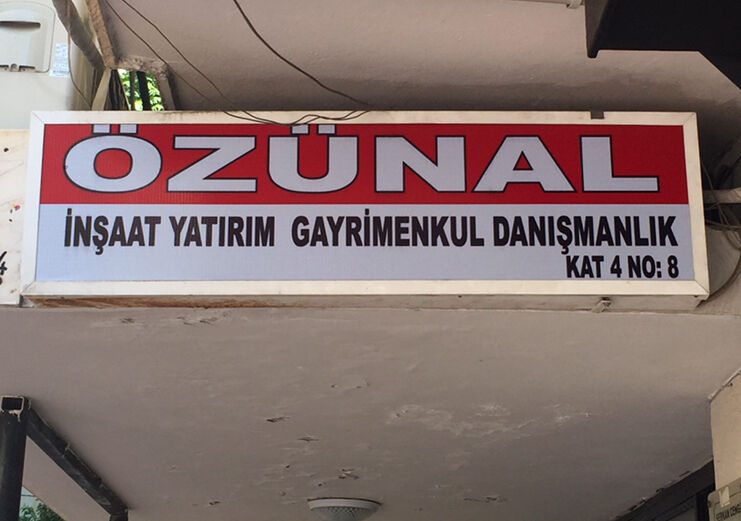 ÖZÜNAL
İNŞAAT YATIRIM GAYRİMENKUL DANIŞMANLIK
KAT 4 NO: 8